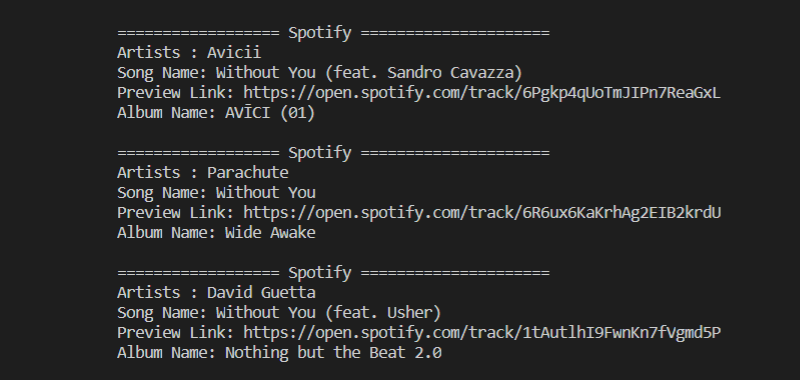 ================== Spotify =====================
Artists : Avicii
Song Name: Without You (feat. Sandro Cavazza)
Preview Link: https://open.spotify.com/track/6Pgkp4qUoTmJIPn7ReaGxL
Album Name: AVĪCI (01)
================== Spotify =====================
Artists : Parachute
Song Name: Without You
Preview Link: https://open.spotify.com/track/6R6ux6KaKrhAg2EIB2krdU
Album Name: Wide Awake
================== Spotify =====================
Artists : David Guetta
Song Name: Without You (feat. Usher)
Preview Link: https://open.spotify.com/track/1tAutlhI9FwnKn7fVgmd5P
Album Name: Nothing but the Beat 2.0